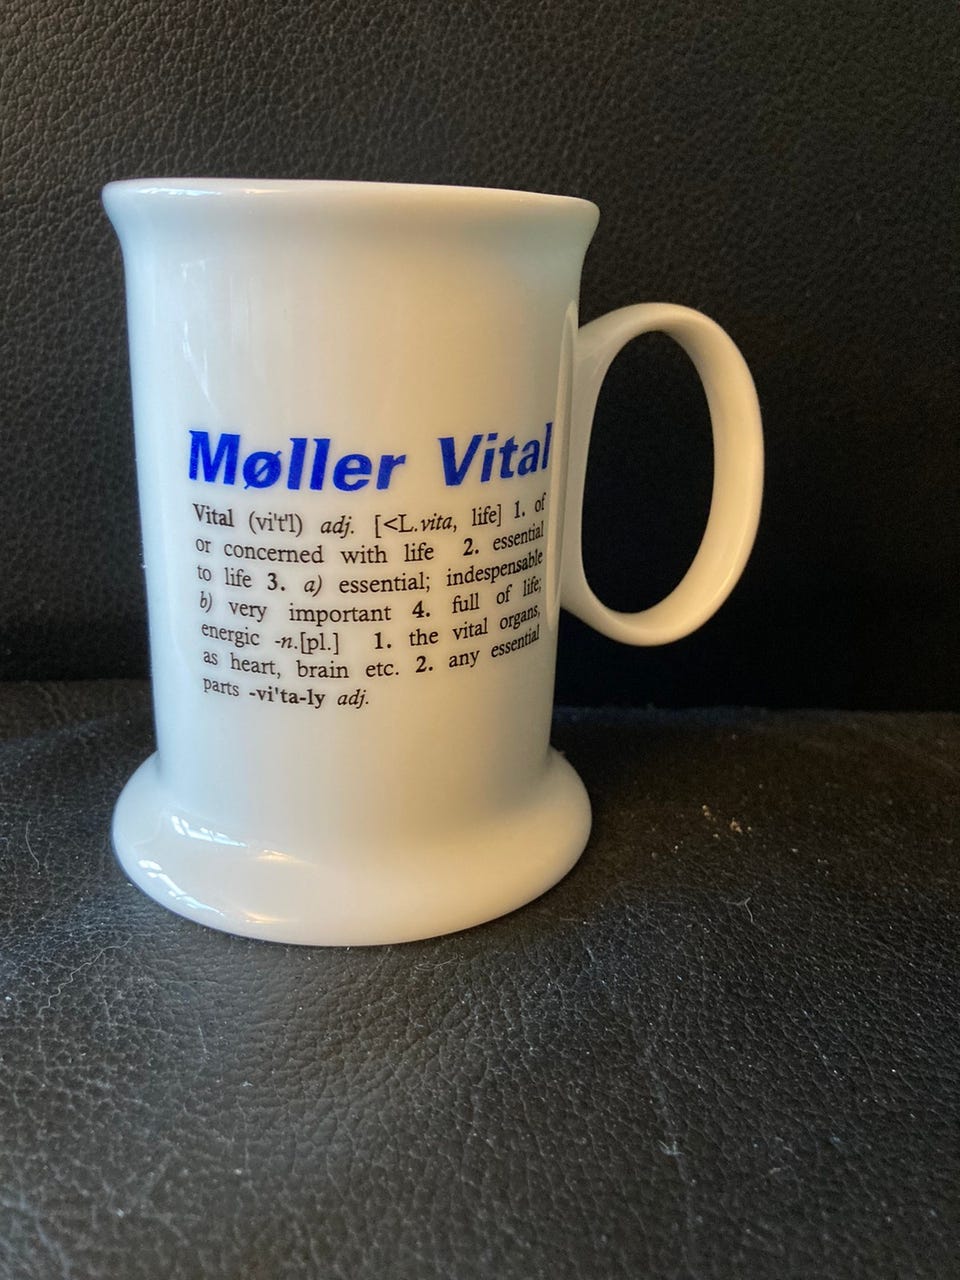 Møller Vital
Vital (vi't'l) adj. [<L.vita, life] 1. of
or concerned with life 2. essential
to life 3. a) essential; indespensable
b) very important 4. full of life;
energic -n.[pl.] 1. the vital organs,
as heart, brain etc. 2. any essential
parts -vi'ta-ly adj.